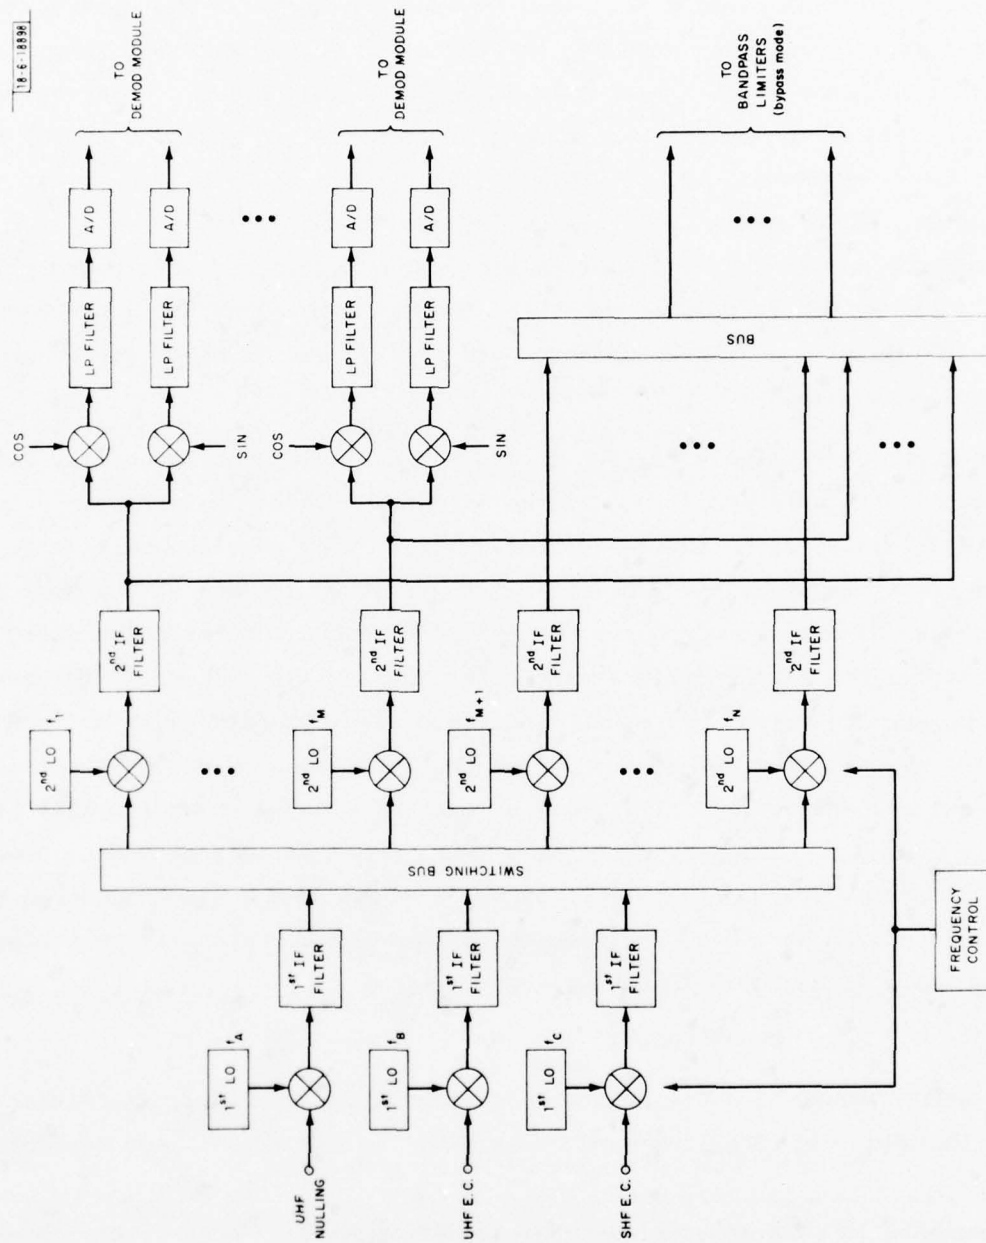 18-6-18898
UHF
NULLING
UHF E.C.
SHF E.C.
1st LO
fA
1st LO
fB
1st LO
fC
1st IF
FILTER
1st IF
FILTER
1st IF
FILTER
FREQUENCY
CONTROL
SWITCHING BUS
2nd LO
f1
2nd LO
fM
2nd LO
fM+1
2nd LO
fN
2nd IF
FILTER
2nd IF
FILTER
2nd IF
FILTER
2nd IF
FILTER
COS
SIN
COS
SIN
LP FILTER
LP FILTER
LP FILTER
LP FILTER
BUS
A/D
A/D
A/D
A/D
TO
DEMOD MODULE
TO
DEMOD MODULE
TO
BANDPASS
LIMITERS
(bypass mode)